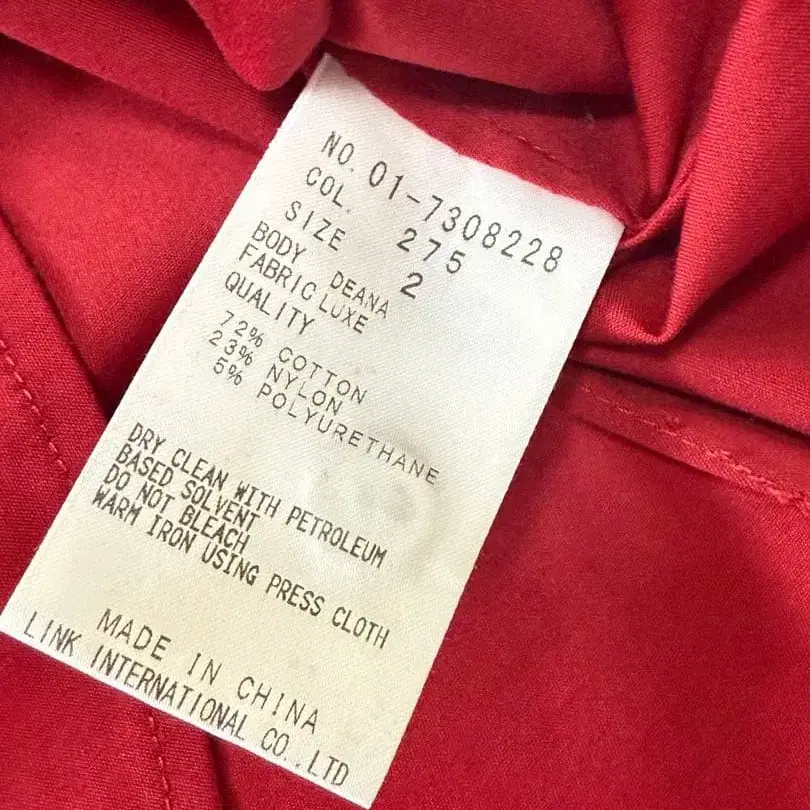 NO. 01-7308228
COL. 275
SIZE 2
BODY DEANA
FABRIC LUXE
QUALITY
72% COTTON
23% NYLON
5% POLYURETHANE
DRY CLEAN WITH PETROLEUM
BASED SOLVENT
DO NOT BLEACH
WARM IRON USING PRESS CLOTH
MADE IN CHINA
LINK INTERNATIONAL CO.,LTD